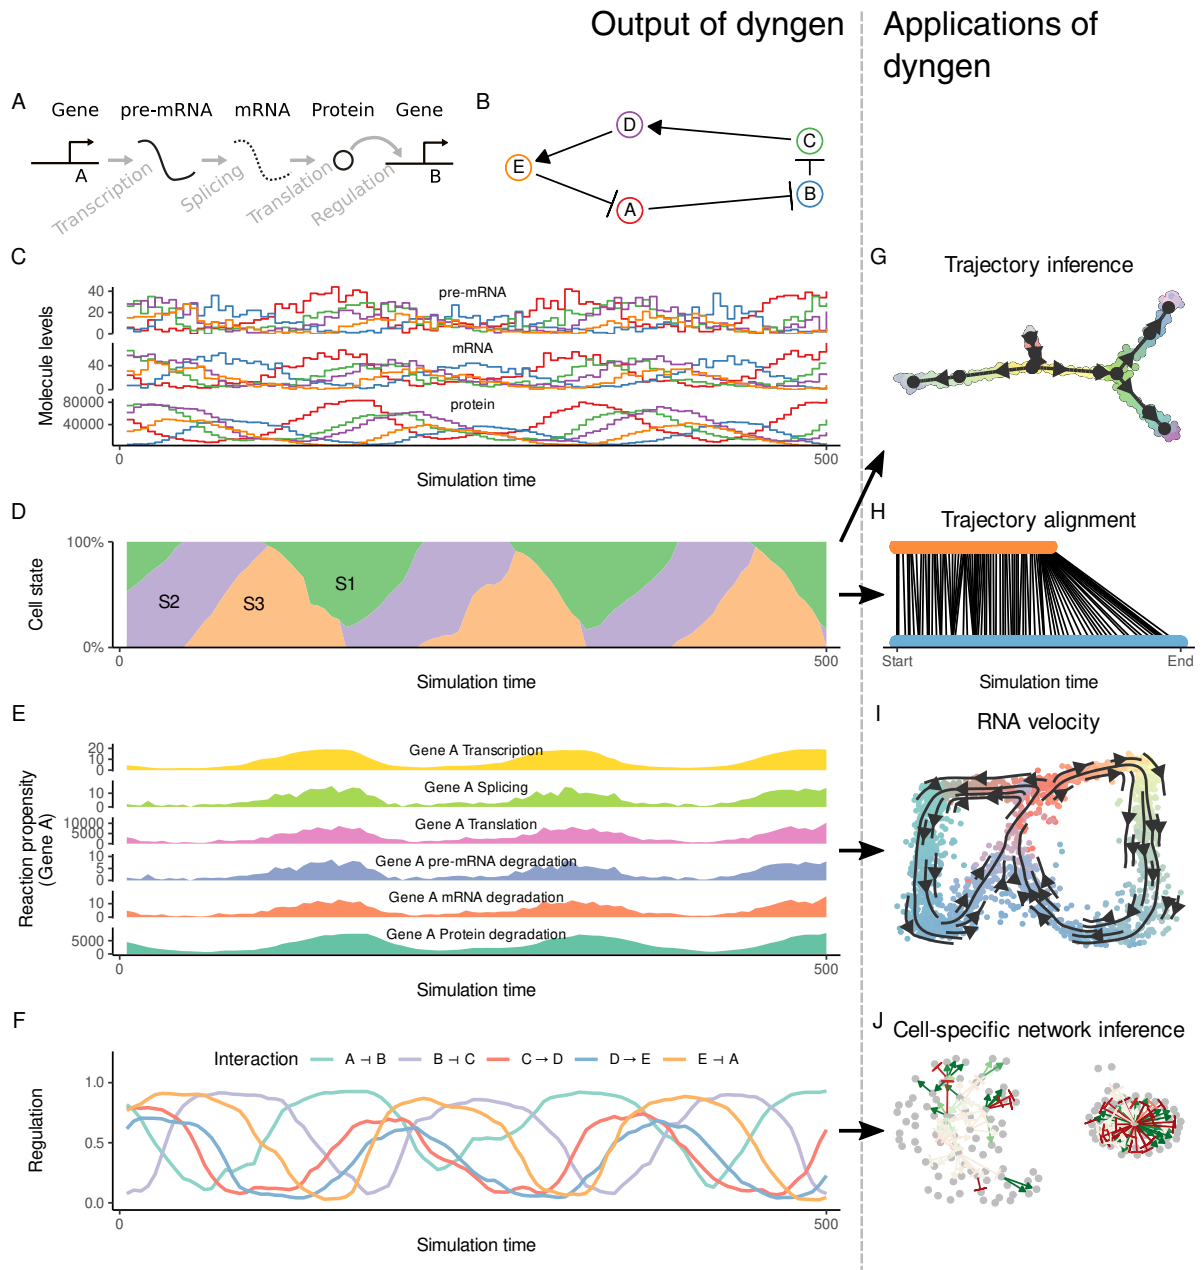 Output of dyngen
Applications of
dyngen
A
Gene
pre-mRNA
mRNA
Protein
Gene
A
B
Transcription
Splicing
Translation
Regulation
B
D
C
E
B
A
C
Molecule levels
40
20
0
pre-mRNA
40
0
mRNA
80000
40000
protein
0
500
Simulation time
D
Cell state
100%
0%
S1
S2
S3
0
500
Simulation time
E
Reaction propensity
(Gene A)
20
10
0
Gene A Transcription
10
0
Gene A Splicing
10000
5000
0
Gene A Translation
10
5
0
Gene A pre-mRNA degradation
10
0
Gene A mRNA degradation
5000
0
Gene A Protein degradation
0
500
Simulation time
F
Interaction
A ⊣ B
B ⊣ C
C → D
D → E
E ⊣ A
Regulation
1.0
0.5
0.0
0
500
Simulation time
G
Trajectory inference
H
Trajectory alignment
Start
End
Simulation time
I
RNA velocity
J
Cell-specific network inference